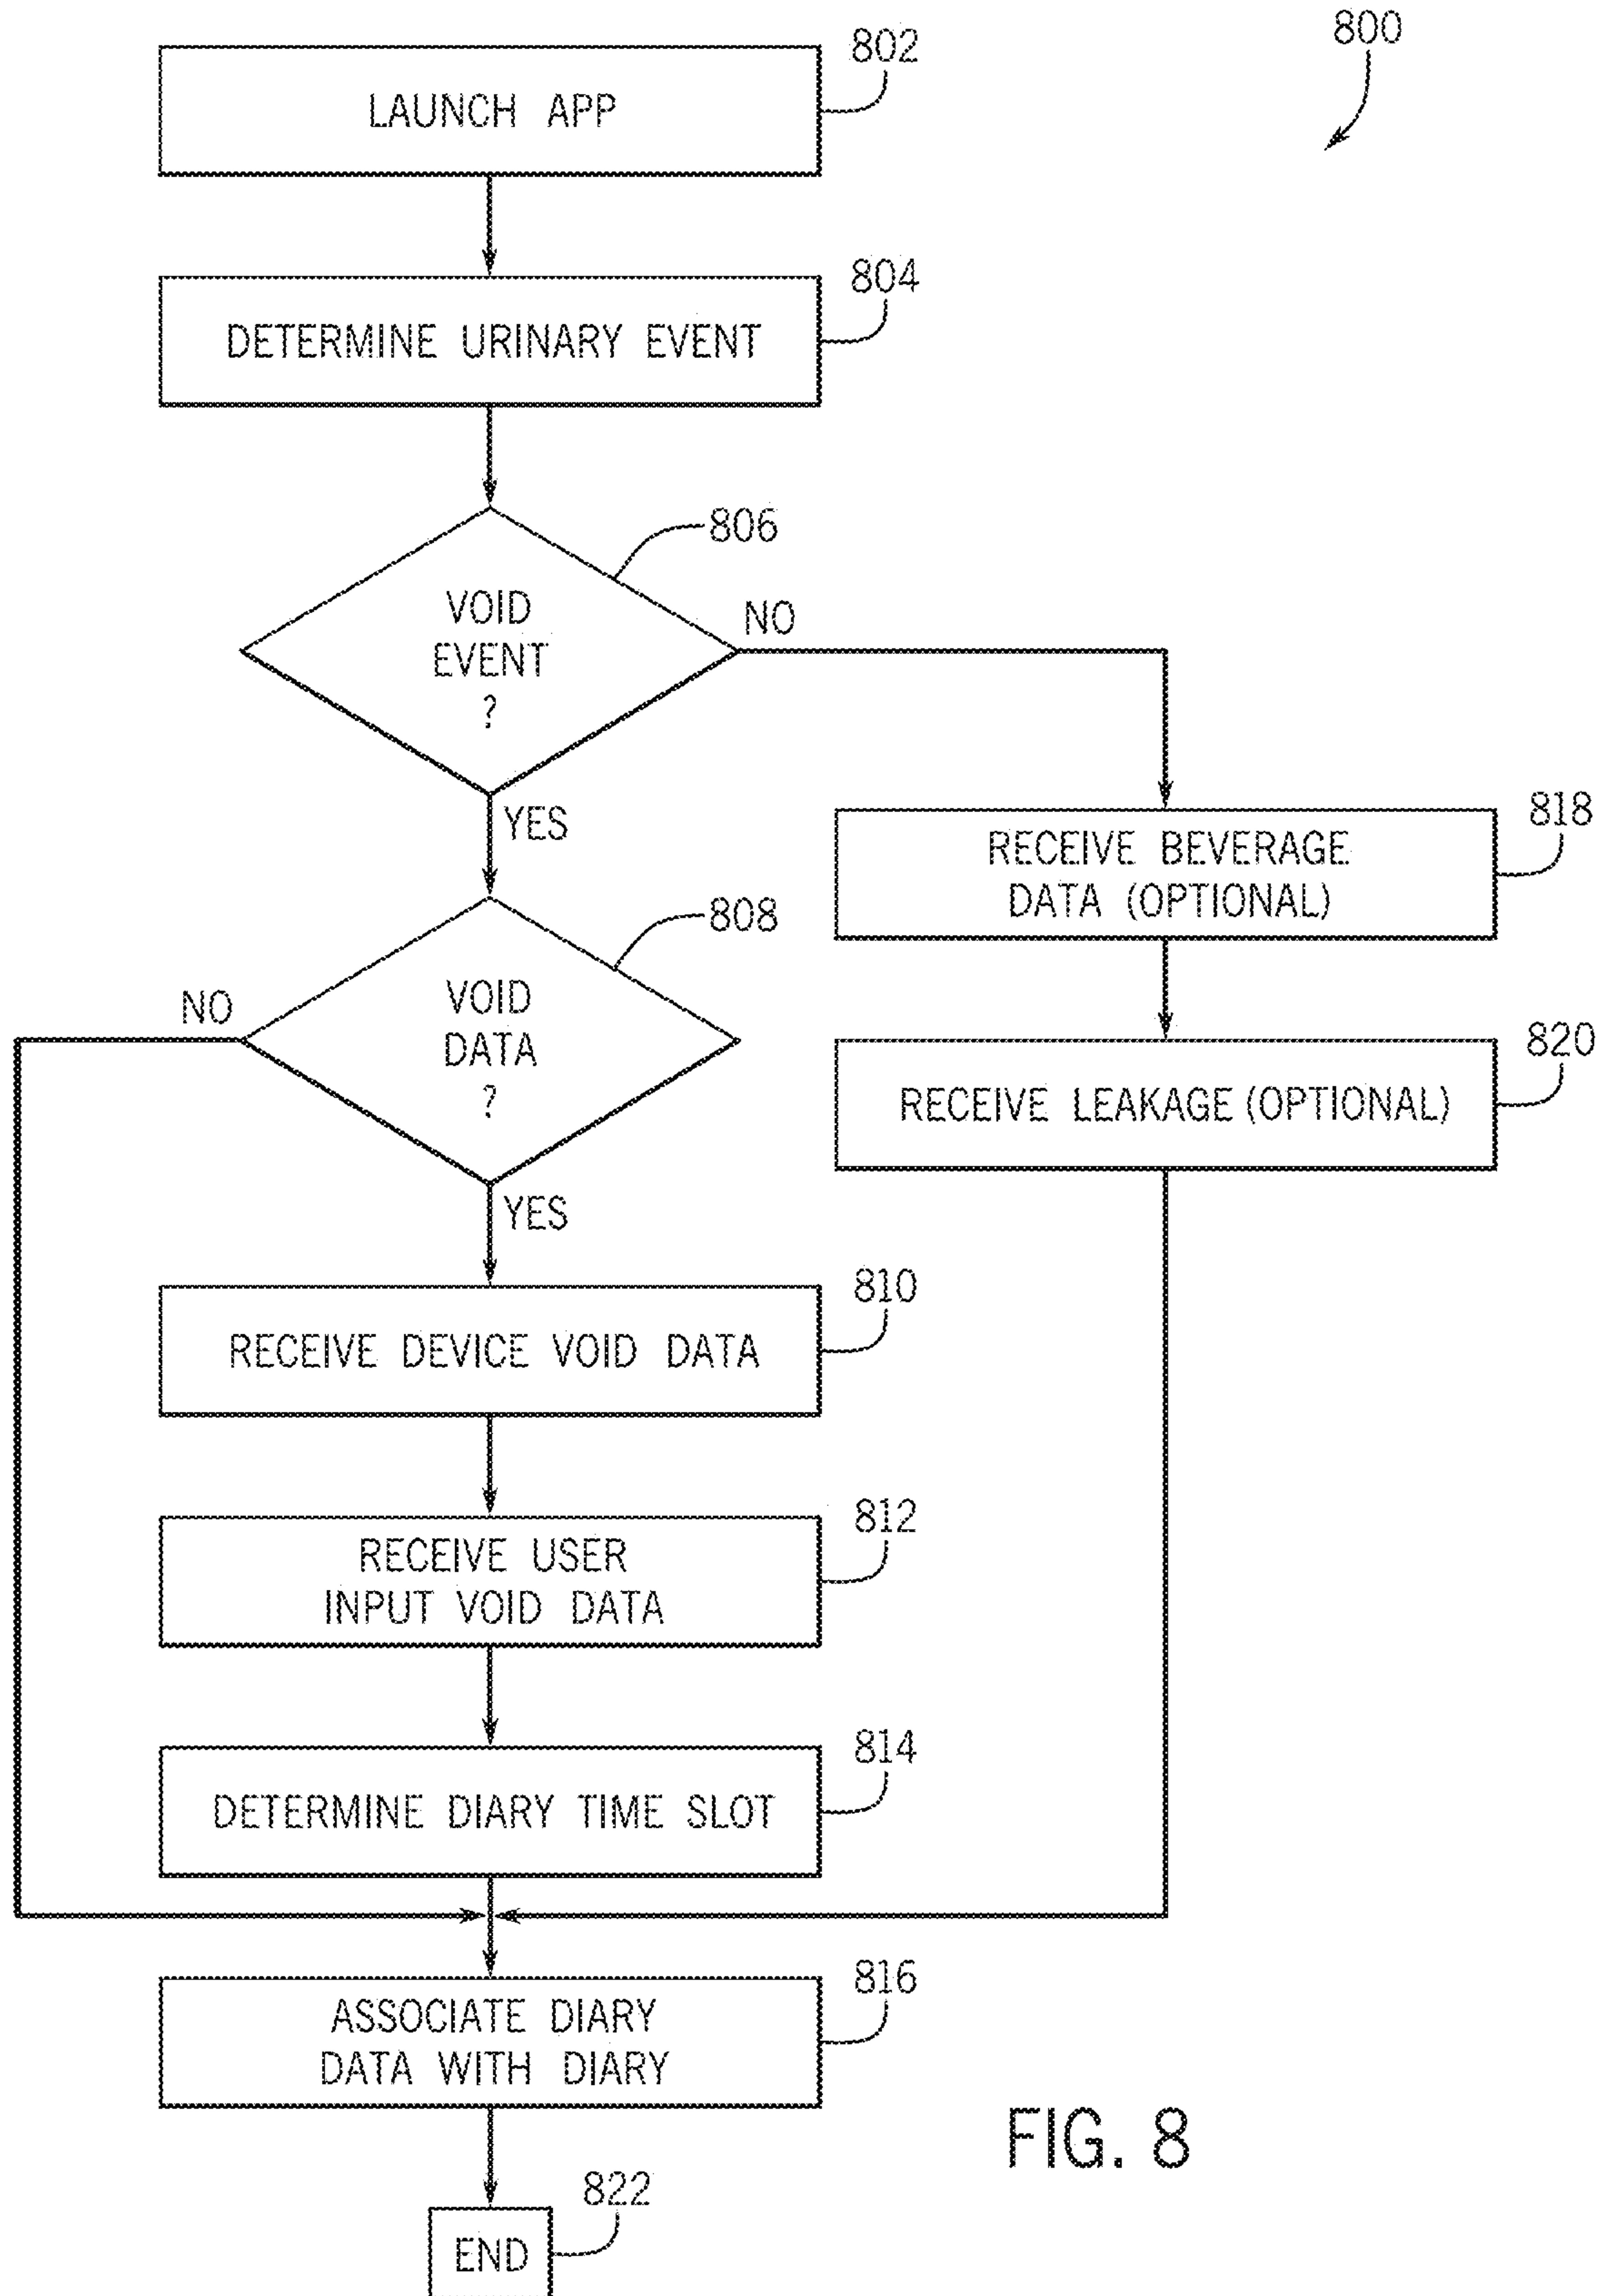 800
802
LAUNCH APP
804
DETERMINE URINARY EVENT
806
VOID
EVENT
?
NO
YES
808
VOID
DATA
?
NO
YES
818
RECEIVE BEVERAGE
DATA (OPTIONAL)
820
RECEIVE LEAKAGE (OPTIONAL)
810
RECEIVE DEVICE VOID DATA
812
RECEIVE USER
INPUT VOID DATA
814
DETERMINE DIARY TIME SLOT
816
ASSOCIATE DIARY
DATA WITH DIARY
822
END
FIG. 8